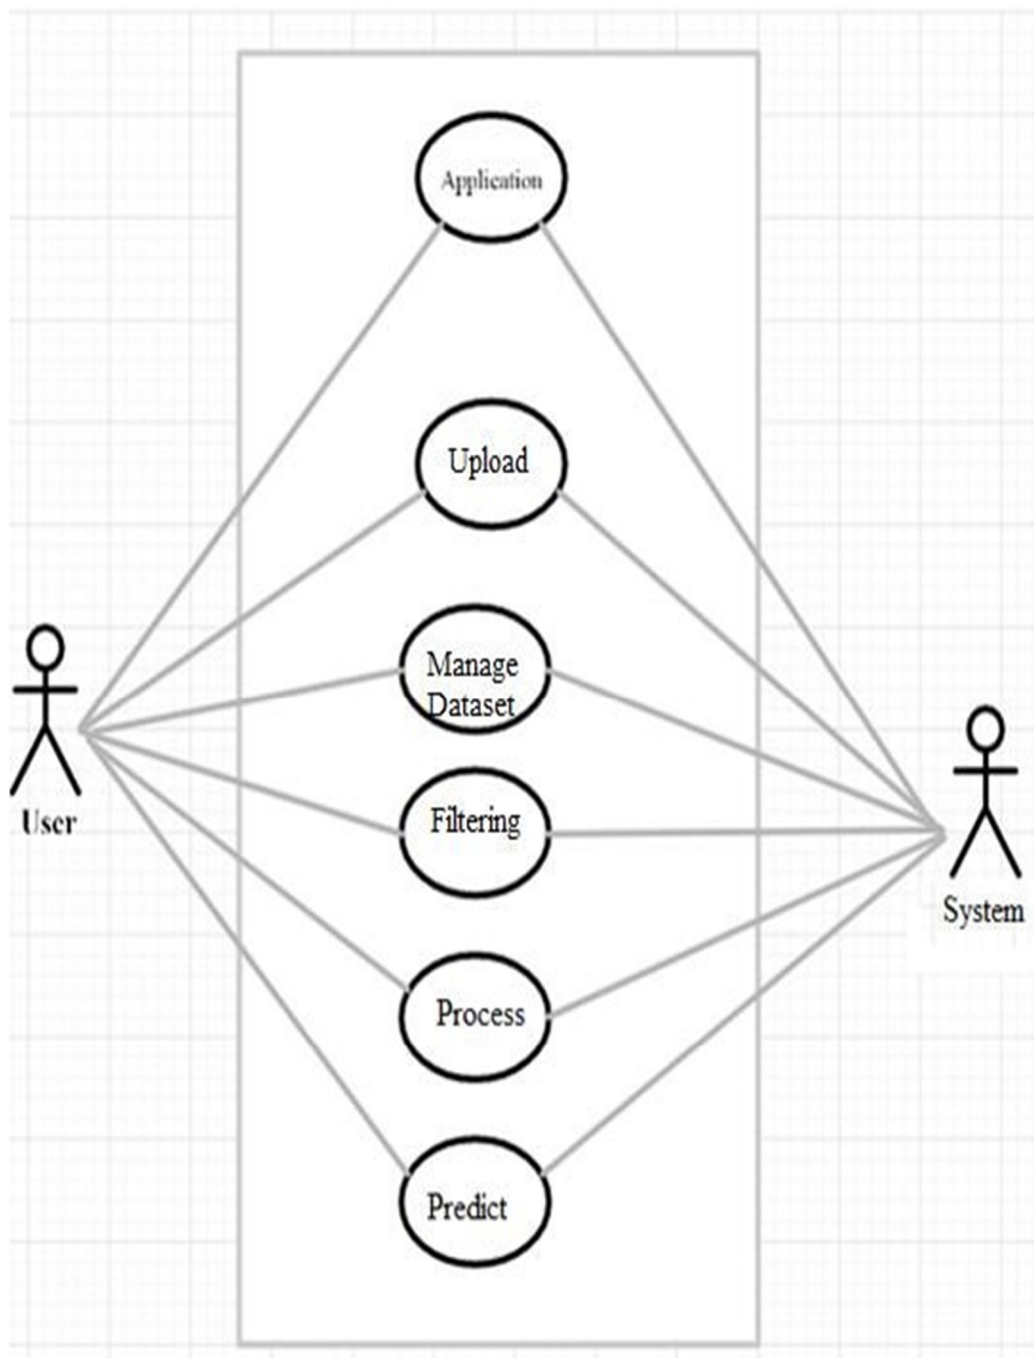 Application
Upload
Manage
Dataset
Filtering
User
System
Process
Predict